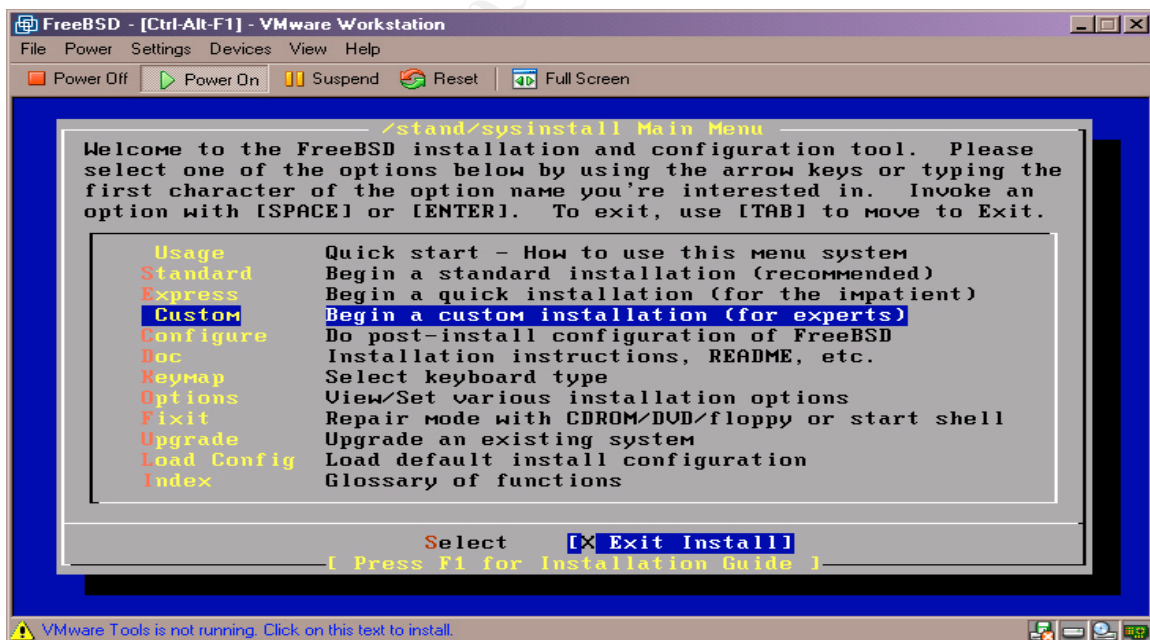 FreeBSD - [Ctrl-Alt-F1] - VMware Workstation
File Power Settings Devices View Help
Power Off Power On Suspend Reset Full Screen
/stand/sysinstall Main Menu
Welcome to the FreeBSD installation and configuration tool. Please
select one of the options below by using the arrow keys or typing the
first character of the option name you're interested in. Invoke an
option with [SPACE] or [ENTER]. To exit, use [TAB] to move to Exit.
Usage Quick start - How to use this menu system
Standard Begin a standard installation (recommended)
Express Begin a quick installation (for the impatient)
Custom Begin a custom installation (for experts)
Configure Do post-install configuration of FreeBSD
Doc Installation instructions, README, etc.
Keymap Select keyboard type
Options View/Set various installation options
Fixit Repair mode with CDROM/DVD/floppy or start shell
Upgrade Upgrade an existing system
Load Config Load default install configuration
Index Glossary of functions
Select [X Exit Install]
[ Press F1 for Installation Guide ]
VMware Tools is not running. Click on this text to install.